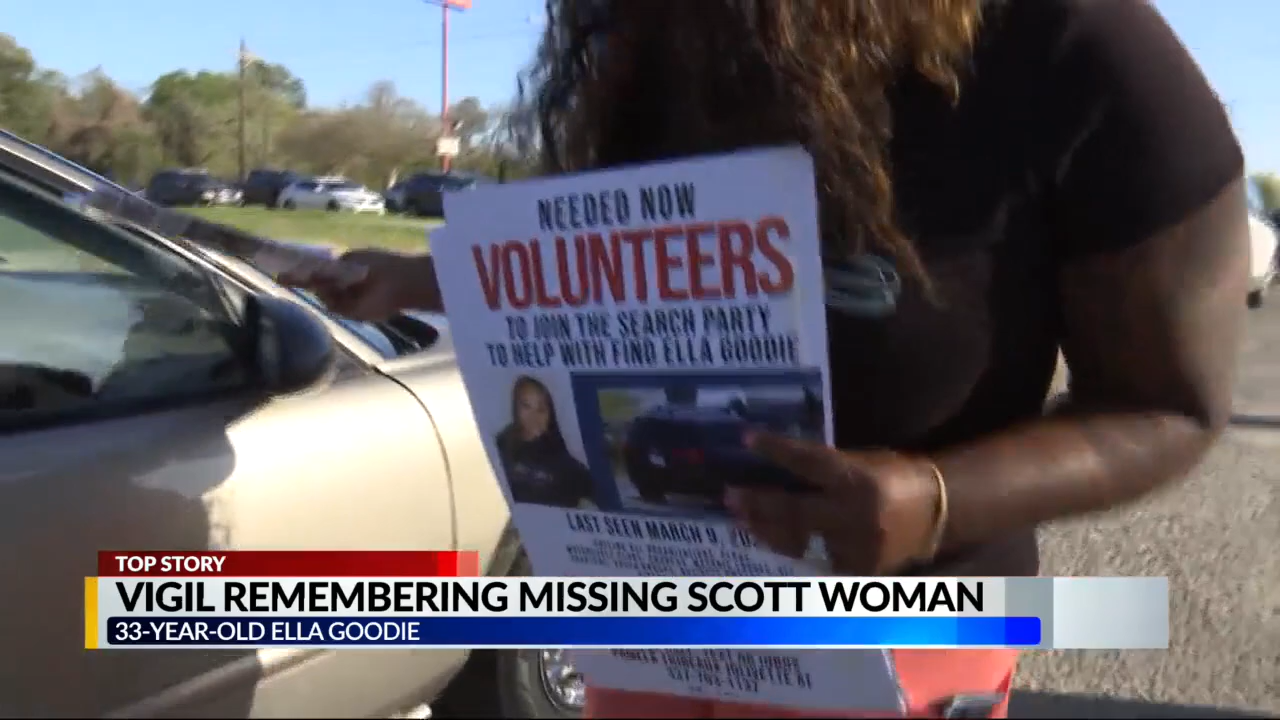 NEEDED NOW
VOLUNTEERS
TO JOIN THE SEARCH PARTY
TO HELP WITH FIND ELLA GOODIE
LAST SEEN MARCH 9,
TOP STORY
VIGIL REMEMBERING MISSING SCOTT WOMAN
33-YEAR-OLD ELLA GOODIE